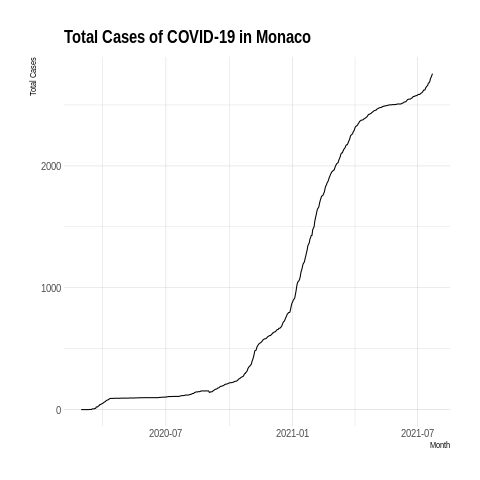 Total Cases of COVID-19 in Monaco
Total Cases
2000
1000
0
2020-07 2021-01 2021-07
Month